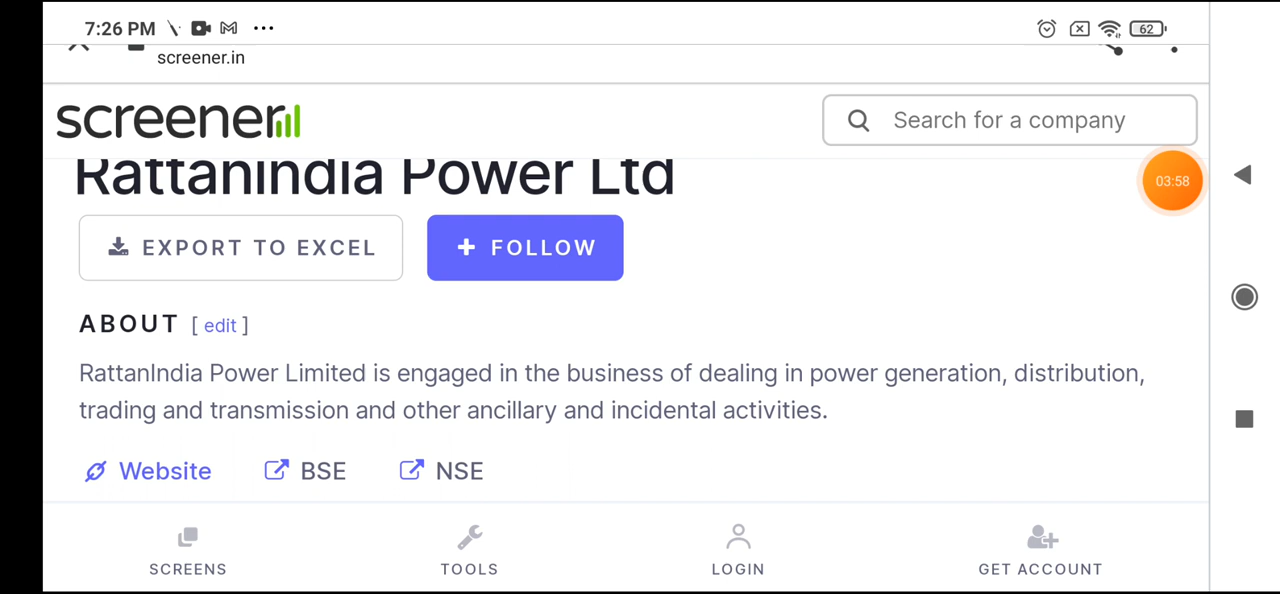 7:26 PM
62
screener.in
screener
Search for a company
RattanIndia Power Ltd
03:58
EXPORT TO EXCEL
+ FOLLOW
ABOUT [ edit ]
RattanIndia Power Limited is engaged in the business of dealing in power generation, distribution,
trading and transmission and other ancillary and incidental activities.
Website BSE NSE
SCREENS TOOLS LOGIN GET ACCOUNT